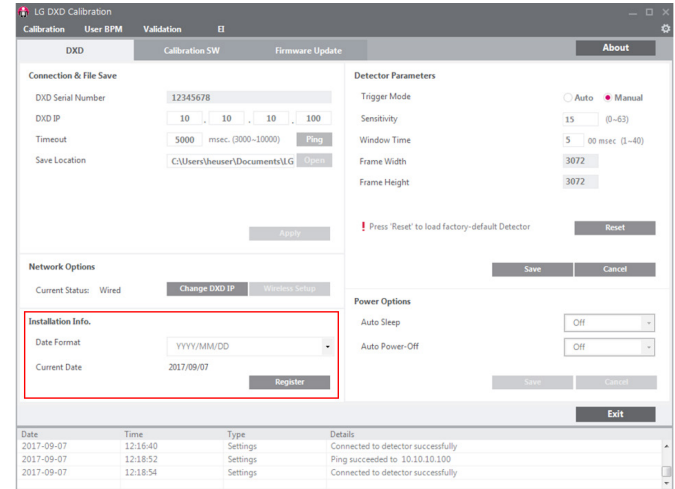 LG DXD Calibration
Calibration User BPM Validation EI
DXD Calibration SW Firmware Update About
Connection & File Save
DXD Serial Number 12345678
DXD IP 10 . 10 . 10 . 100
Timeout 5000 msec. (3000~10000) Ping
Save Location C:\Users\heuser\Documents\LG Open
Apply
Network Options
Current Status: Wired Change DXD IP Wireless Setup
Installation Info.
Date Format YYYY/MM/DD
Current Date 2017/09/07
Register
Detector Parameters
Trigger Mode Auto Manual
Sensitivity 15 (0~63)
Window Time 5 00 msec (1~40)
Frame Width 3072
Frame Height 3072
! Press 'Reset' to load factory-default Detector Reset
Save Cancel
Power Options
Auto Sleep Off
Auto Power-Off Off
Save Cancel
Exit
Date Time Type Details
2017-09-07 12:16:40 Settings Connected to detector successfully
2017-09-07 12:18:52 Settings Ping succeeded to 10.10.10.100
2017-09-07 12:18:54 Settings Connected to detector successfully